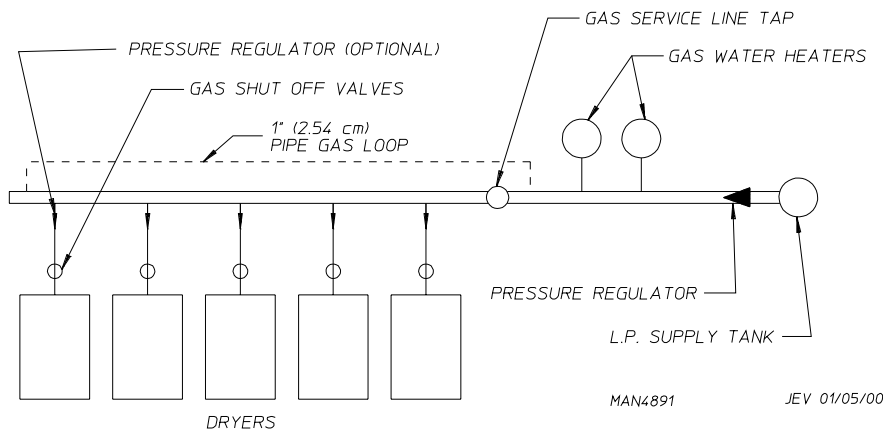 GAS SERVICE LINE TAP
PRESSURE REGULATOR (OPTIONAL)
GAS WATER HEATERS
GAS SHUT OFF VALVES
1" (2.54 cm)
PIPE GAS LOOP
PRESSURE REGULATOR
L.P. SUPPLY TANK
MAN4891
JEV 01/05/00
DRYERS